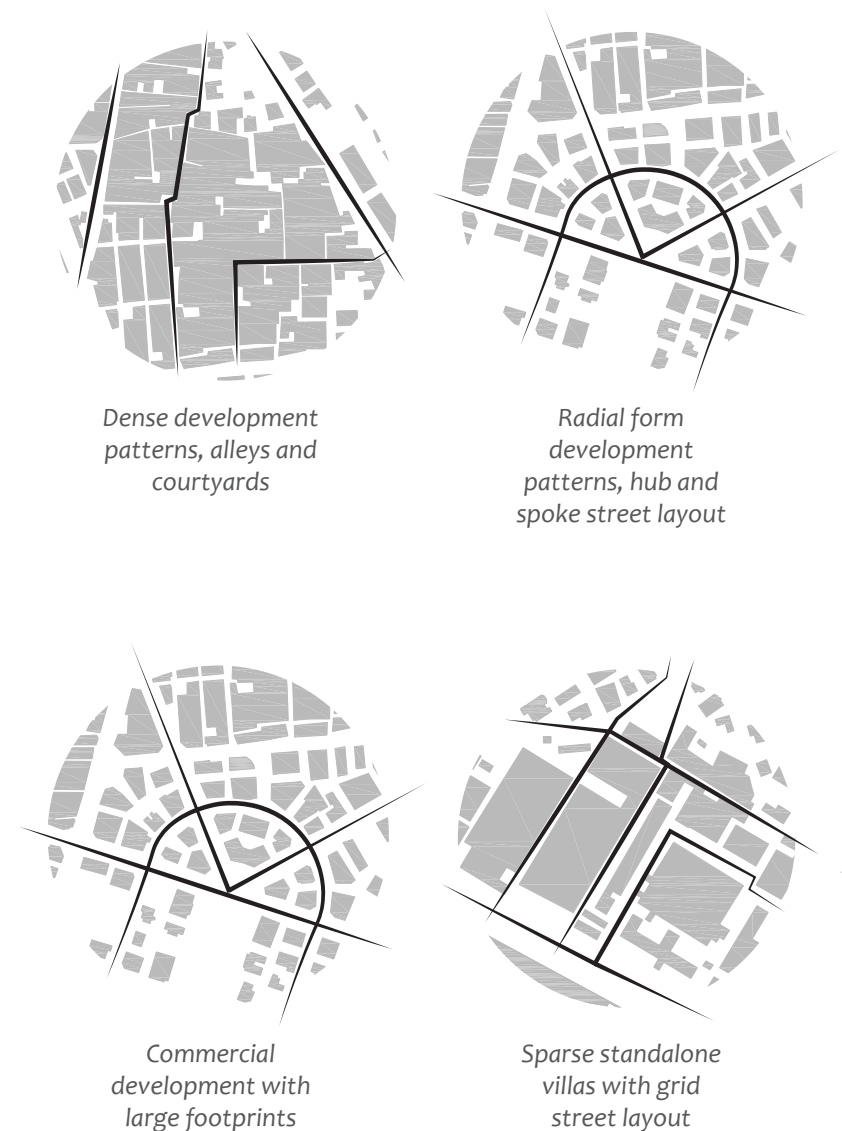 Dense development
patterns, alleys and
courtyards
Radial form
development
patterns, hub and
spoke street layout
Commercial
development with
large footprints
Sparse standalone
villas with grid
street layout